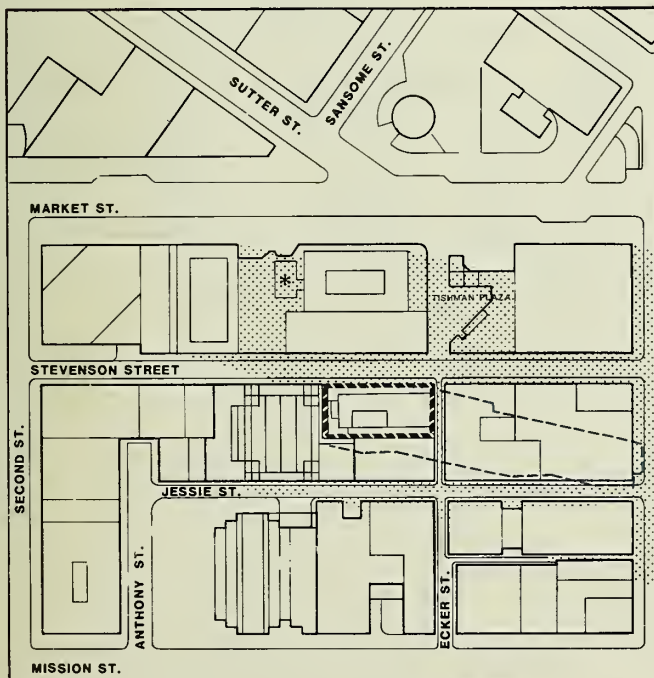 SUTTER ST.
SANSOME ST.
MARKET ST.
*
TISHMAN PLAZA
STEVENSON STREET
SECOND ST.
JESSIE ST.
ANTHONY ST.
ECKER ST.
MISSION ST.